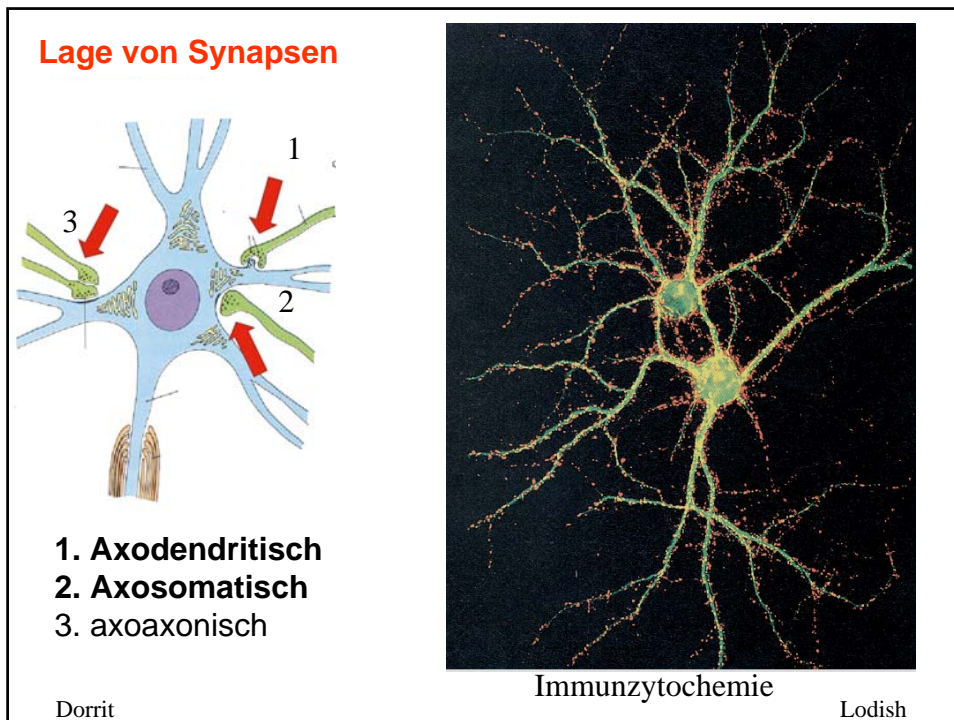 Lage von Synapsen
1
3
2
1. Axodendritisch
2. Axosomatisch
3. axoaxonisch
Immunzytochemie
Dorrit
Lodish